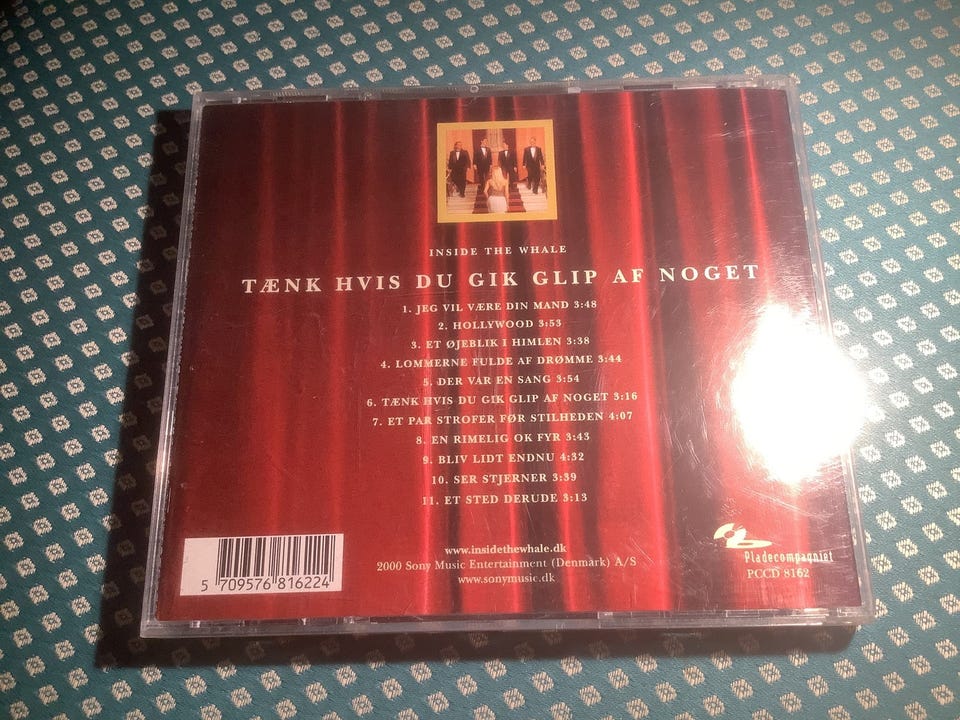 INSIDE THE WHALE
TÆNK HVIS DU GIK GLIP AF NOGET
1. JEG VIL VÆRE DIN MAND 3:48
2. HOLLYWOOD 3:53
3. ET ØJEBLIK I HIMLEN 3:38
4. LOMMERNE FULDE AF DRØMME 3:44
5. DER VAR EN SANG 3:54
6. TÆNK HVIS DU GIK GLIP AF NOGET 3:16
7. ET PAR STROFER FØR STILHEDEN 4:07
8. EN RIMELIG OK FYR 3:43
9. BLIV LIDT ENDNU 4:32
10. SER STJERNER 3:39
11. ET STED DERUDE 3:13
www.insidethewhale.dk
2000 Sony Music Entertainment (Denmark) A/S
www.sonymusic.dk
Pladecompagniet
PCCD 8162
5 709576 816224